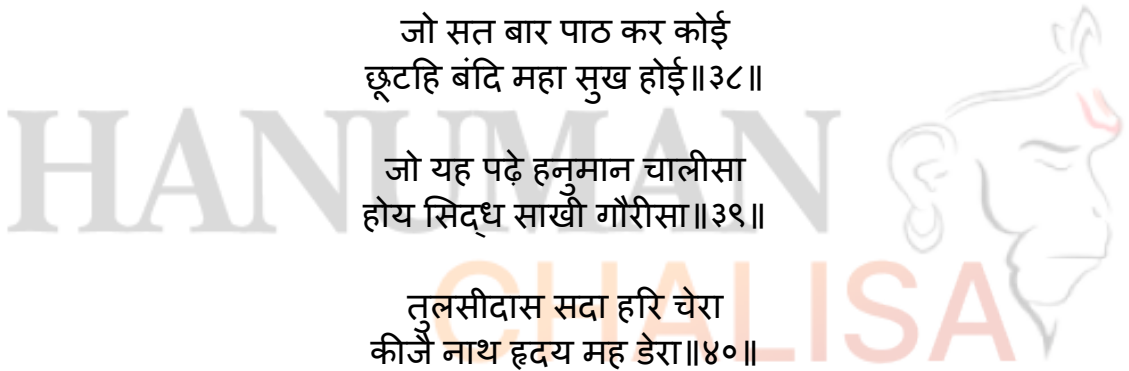 जो सत बार पाठ कर कोई
छूटहि बंदि महा सुख होई॥३८॥
जो यह पढ़े हनुमान चालीसा
होय सिद्ध साखी गौरीसा॥३९॥
तुलसीदास सदा हरि चेरा
कीजै नाथ हृदय मह डेरा॥४०॥
HANUMAN
CHALISA